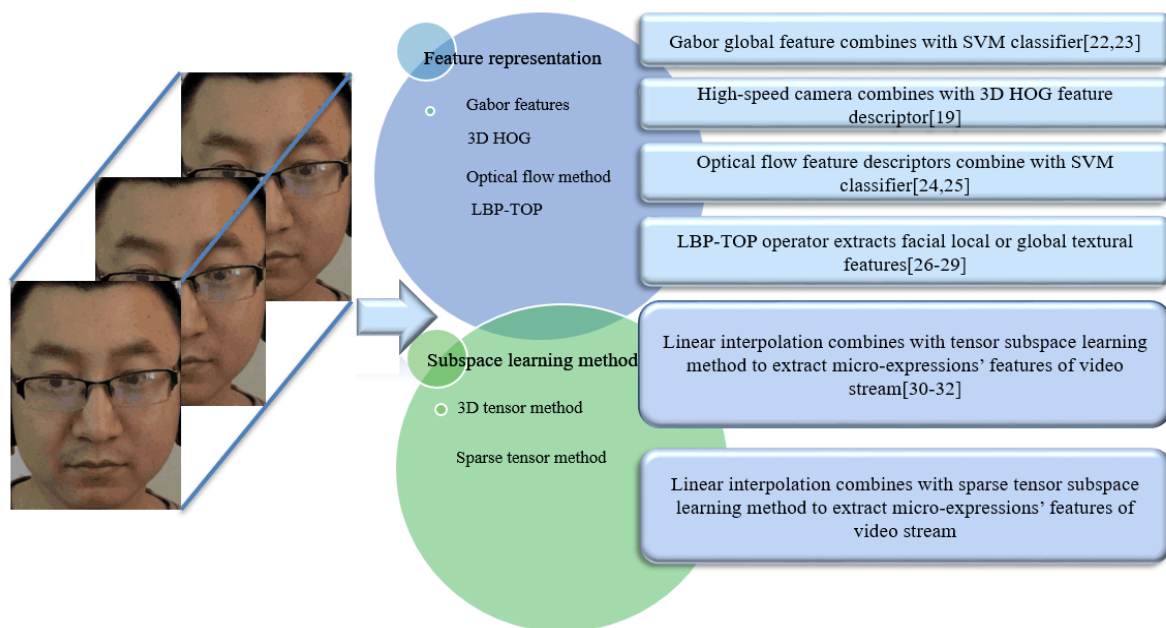 Feature representation
Gabor features
3D HOG
Optical flow method
LBP-TOP
Gabor global feature combines with SVM classifier[22,23]
High-speed camera combines with 3D HOG feature
descriptor[19]
Optical flow feature descriptors combine with SVM
classifier[24,25]
LBP-TOP operator extracts facial local or global textural
features[26-29]
Subspace learning method
3D tensor method
Sparse tensor method
Linear interpolation combines with tensor subspace learning
method to extract micro-expressions’ features of video
stream[30-32]
Linear interpolation combines with sparse tensor subspace
learning method to extract micro-expressions’ features of
video stream